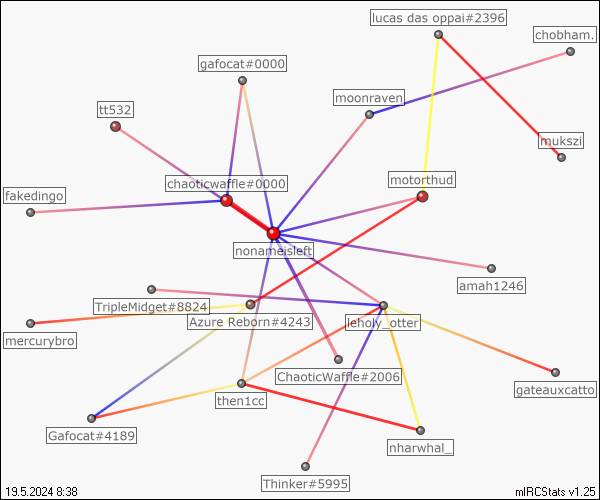 lucas das oppai#2396
chobham.
gafocat#0000
moonraven
tt532
mukszi
chaoticwaffle#0000
motorthud
fakedingo
nonameisleft
amah1246
TripleMidget#8824
Azure Reborn#4243
leholy_otter
mercurybro
ChaoticWaffle#2006
gateauxcatto
then1cc
Gafocat#4189
nharwhal_
Thinker#5995
19.5.2024 8:38
mIRCStats v1.25